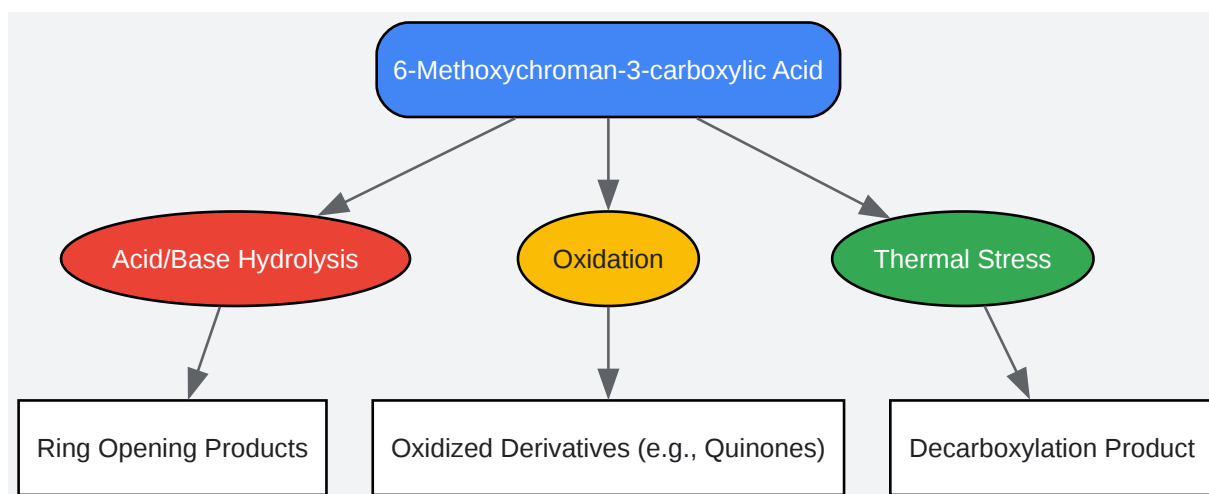 6-Methoxychroman-3-carboxylic Acid
Acid/Base Hydrolysis
Oxidation
Thermal Stress
Ring Opening Products
Oxidized Derivatives (e.g., Quinones)
Decarboxylation Product